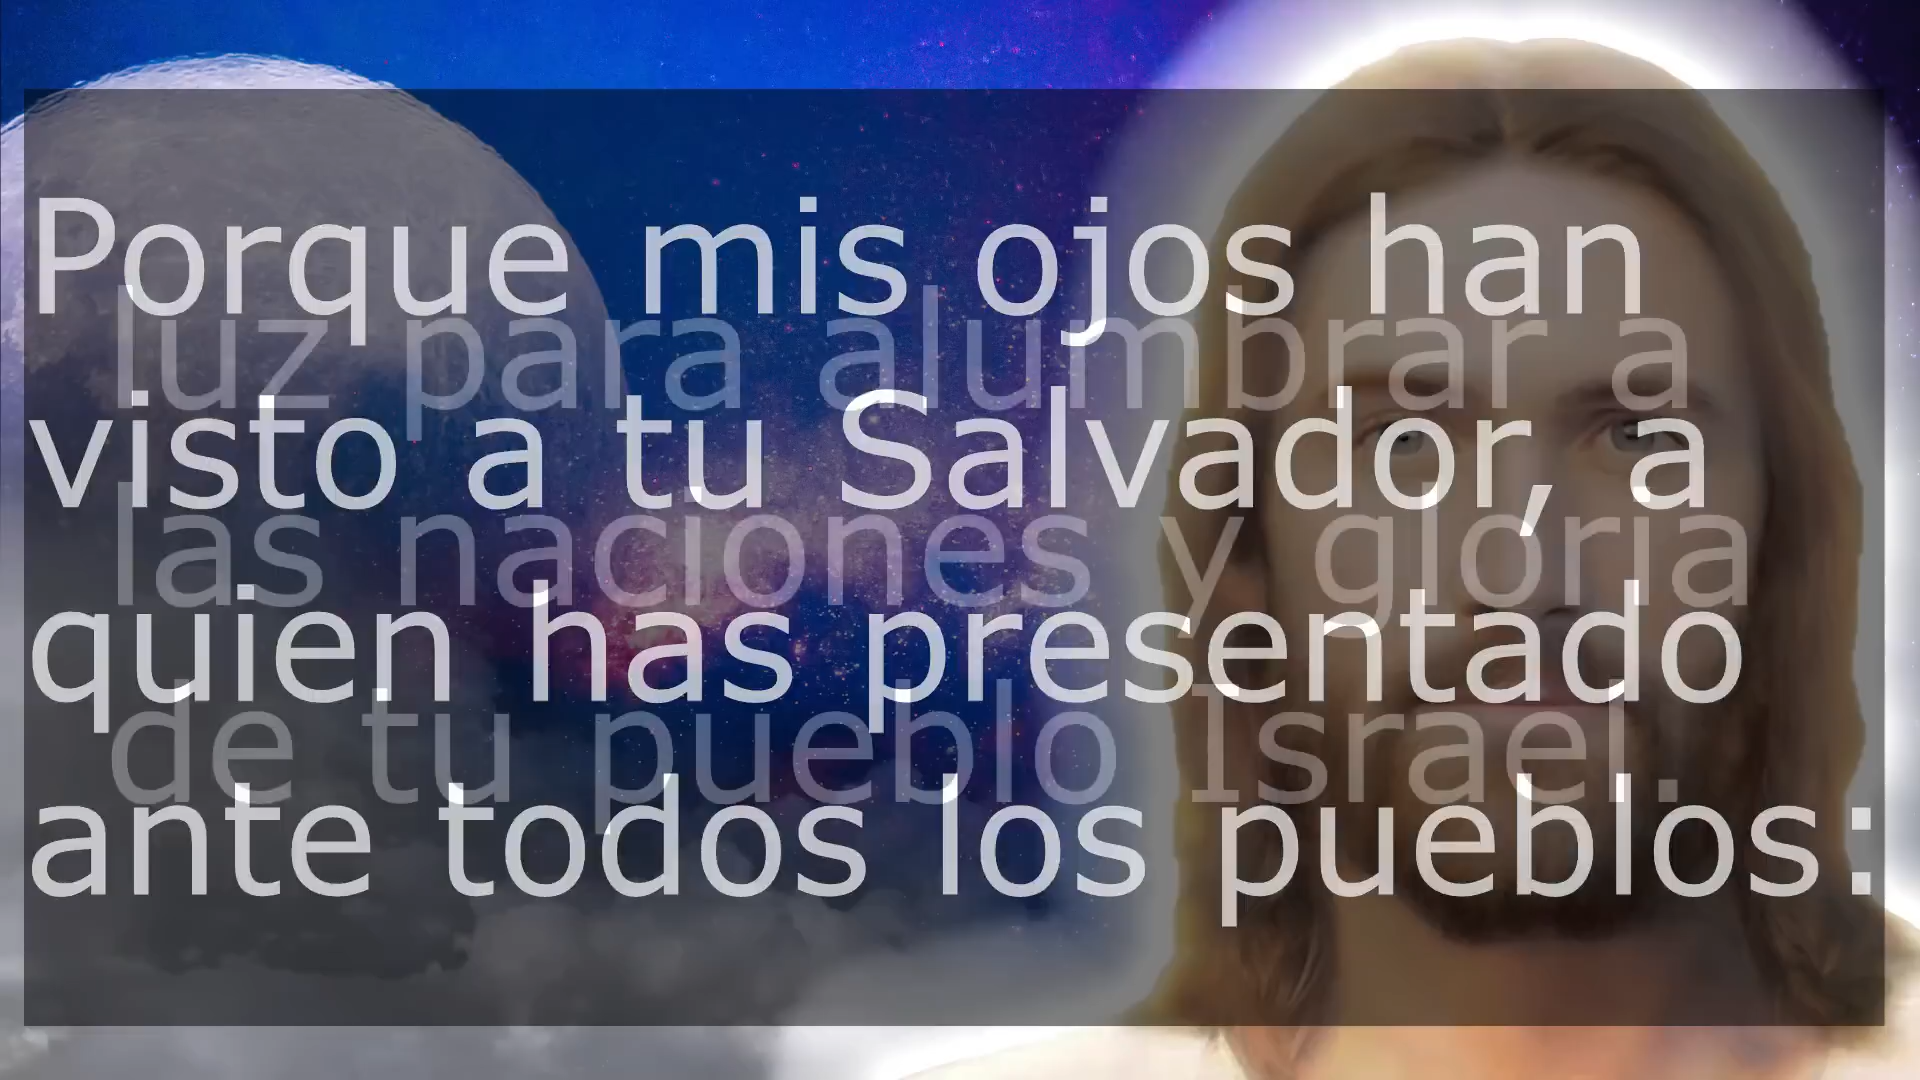 Porque mis ojos han
visto a tu Salvador, a
quien has presentado
ante todos los pueblos:
luz para alumbrar a
las naciones y gloria
de tu pueblo Israel.